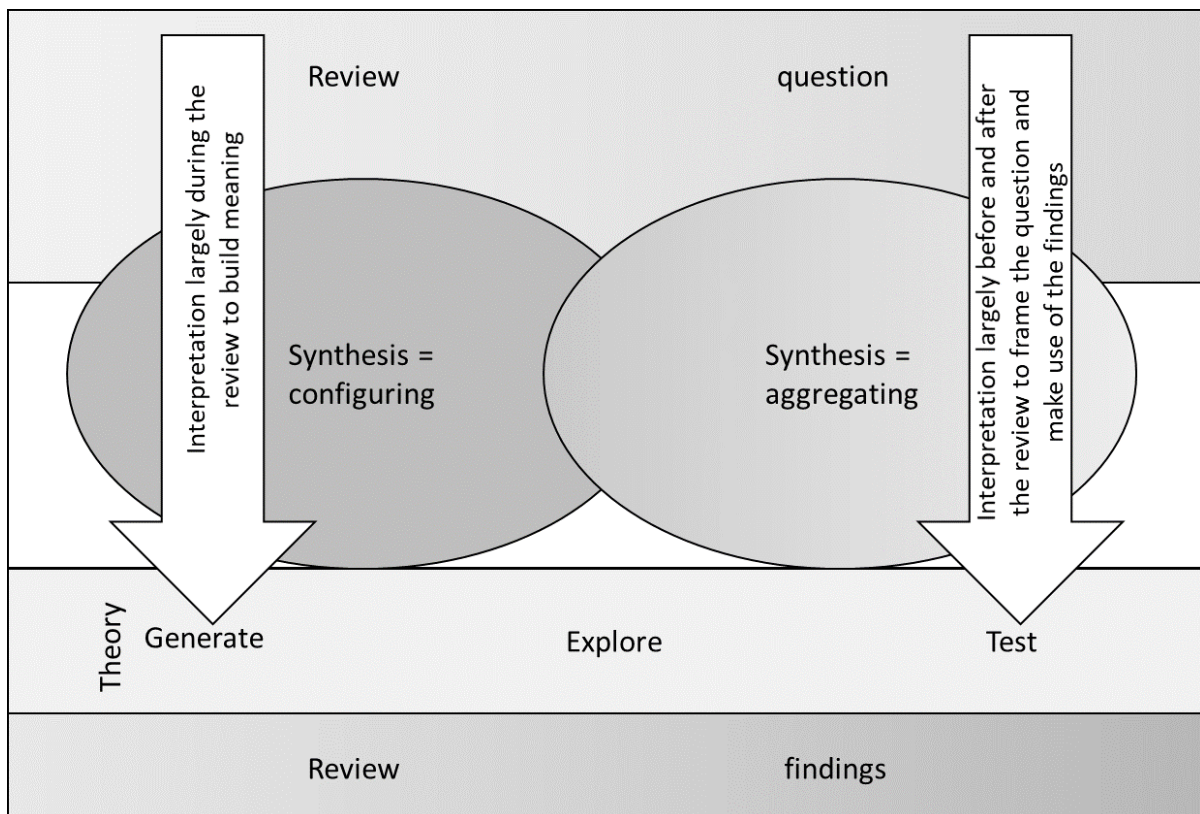 Review question
Interpretation largely during the
review to build meaning
Interpretation largely before and after
the review to frame the question and
make use of the findings
Synthesis =
configuring
Synthesis =
aggregating
Theory
Generate Explore Test
Review findings